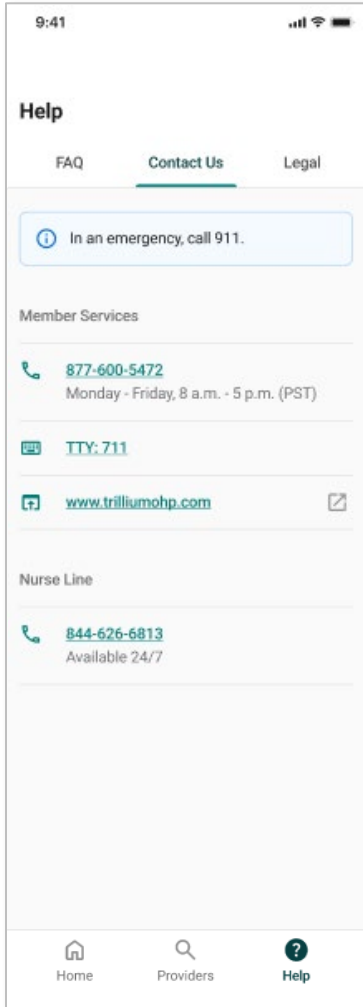 9:41
Help
FAQ Contact Us Legal
In an emergency, call 911.
Member Services
877-600-5472
Monday - Friday, 8 a.m. - 5 p.m. (PST)
TTY: 711
www.trilliumohp.com
Nurse Line
844-626-6813
Available 24/7
Home Providers Help